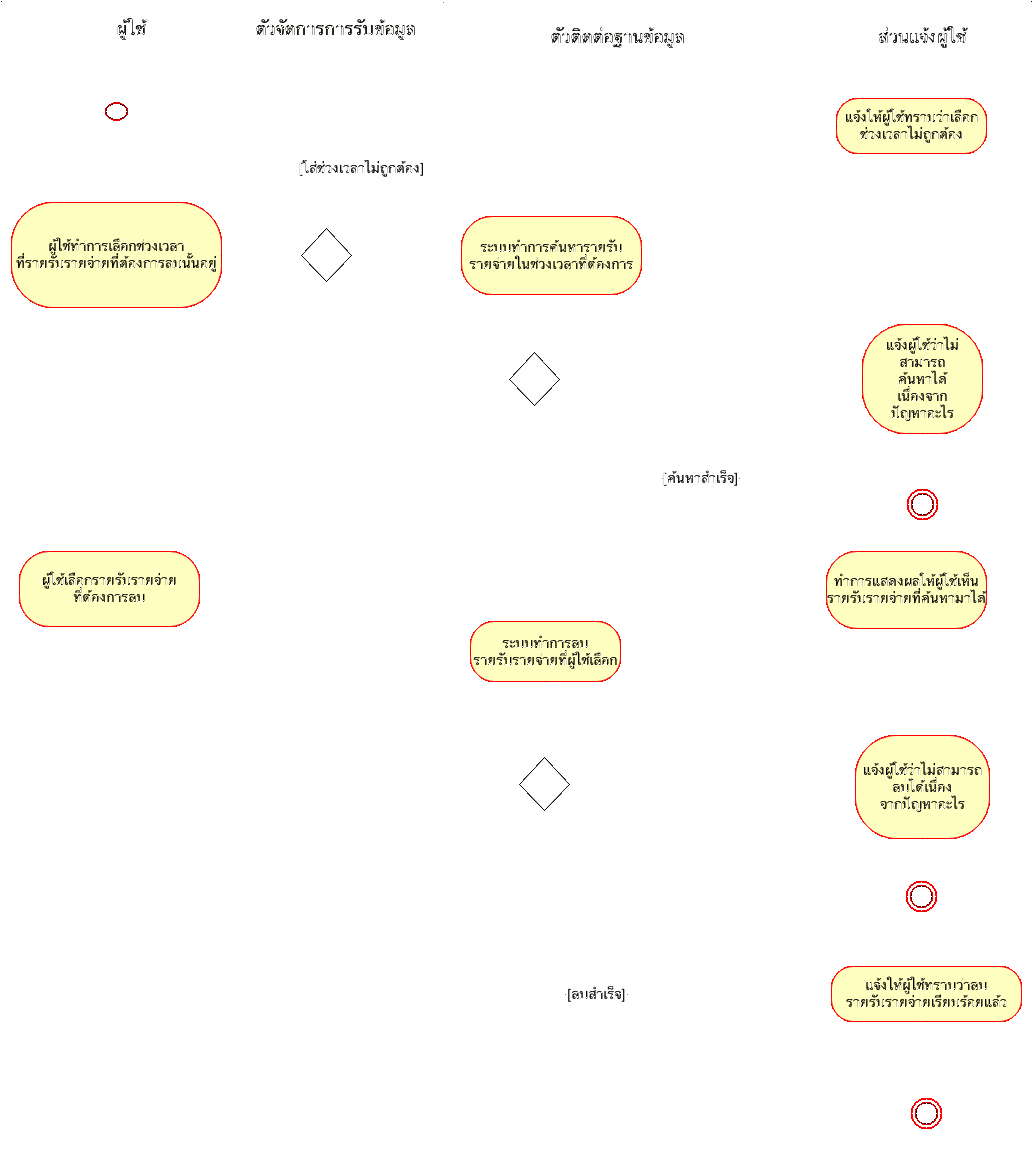 ผู้ใช้
ตัวจัดการการรับข้อมูล
ตัวติดต่อฐานข้อมูล
ส่วนแจ้งผู้ใช้
แจ้งให้ผู้ใช้ทราบว่าเลือก
ช่วงเวลาไม่ถูกต้อง
[ใส่ช่วงเวลาไม่ถูกต้อง]
ผู้ใช้ทำการเลือกช่วงเวลา
ที่รายรับรายจ่ายที่ต้องการลบนั้นอยู่
ระบบทำการค้นหารายรับ
รายจ่ายในช่วงเวลาที่ต้องการ
แจ้งผู้ใช้ว่าไม่
สามารถ
ค้นหาได้
เนื่องจาก
ปัญหาอะไร
[ค้นหาสำเร็จ]
ผู้ใช้เลือกรายรับรายจ่าย
ที่ต้องการลบ
ทำการแสดงผลให้ผู้ใช้เห็น
รายรับรายจ่ายที่ค้นหามาได้
ระบบทำการลบ
รายรับรายจ่ายที่ผู้ใช้เลือก
แจ้งผู้ใช้ว่าไม่สามารถ
ลบได้เนื่อง
จากปัญหาอะไร
[ลบสำเร็จ]
แจ้งให้ผู้ใช้ทราบว่าลบ
รายรับรายจ่ายเรียบร้อยแล้ว